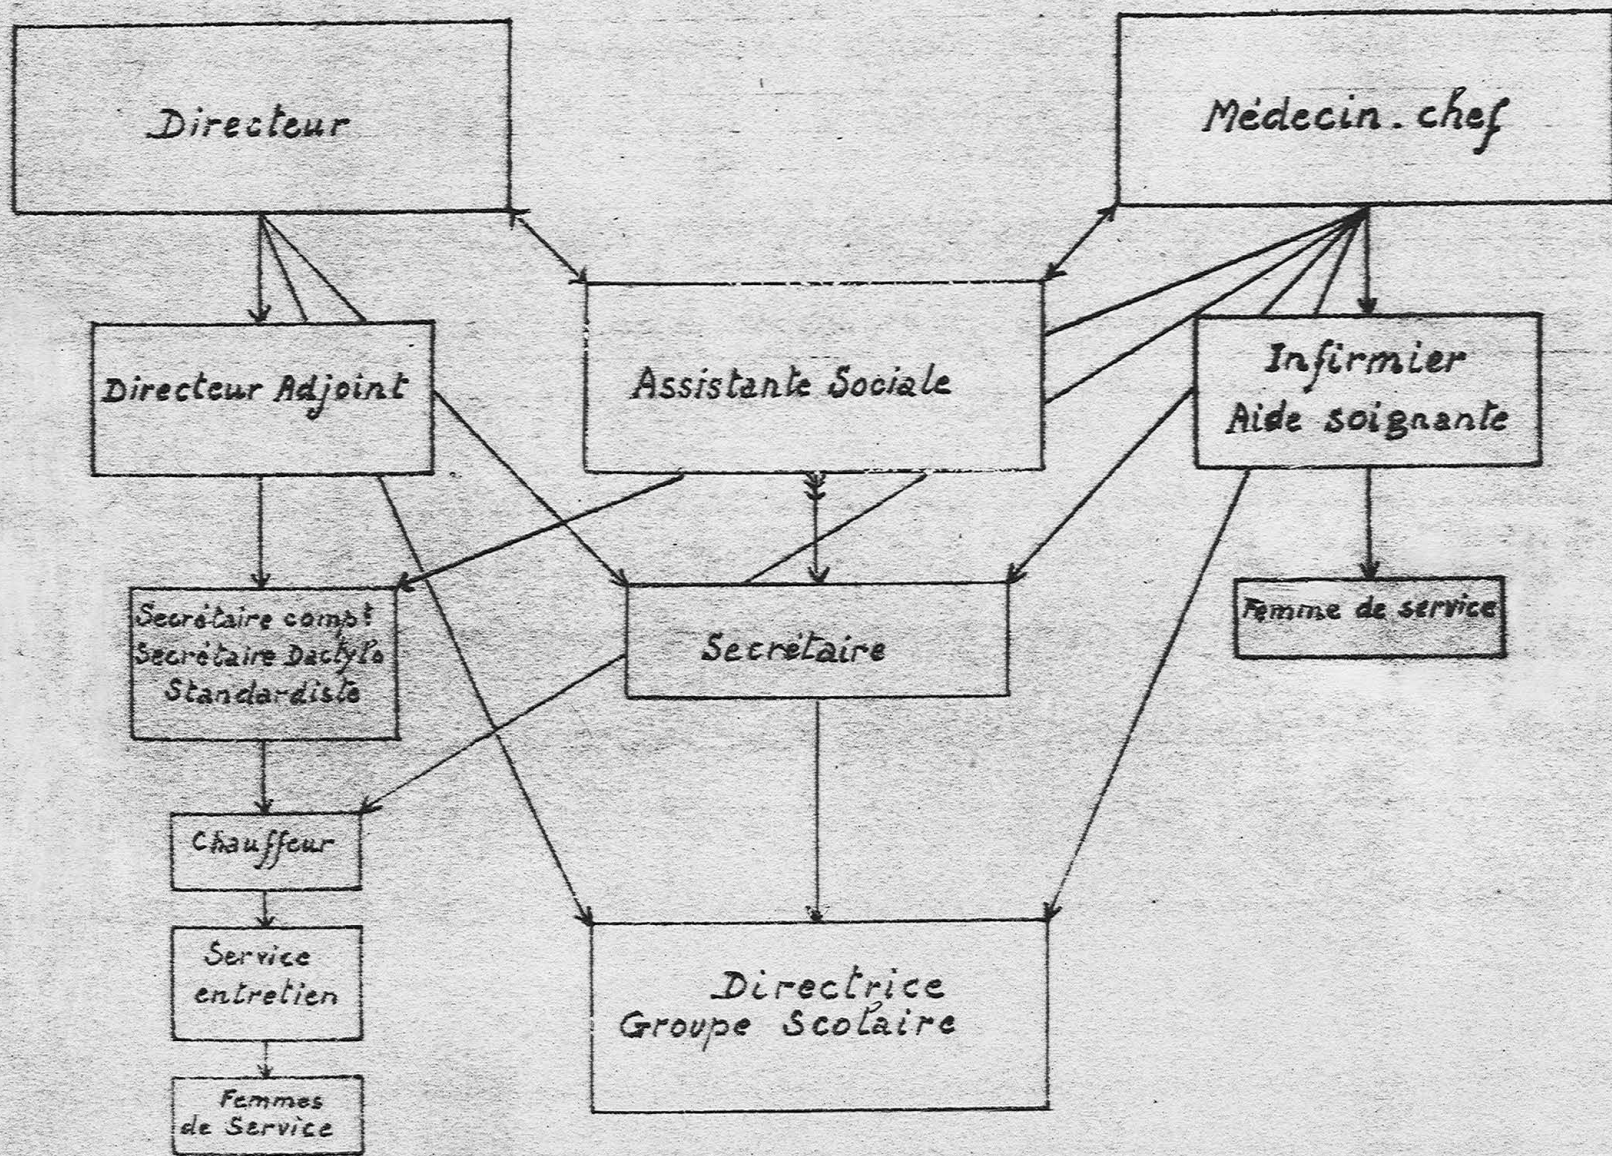 Directeur
Médecin. chef
Directeur Adjoint
Assistante Sociale
Infirmier
Aide soignante
Secrétaire compt
Secrétaire Dactylo
Standardiste
Secrétaire
Femme de service
Chauffeur
Service
entretien
Directrice
Groupe Scolaire
Femmes
de Service